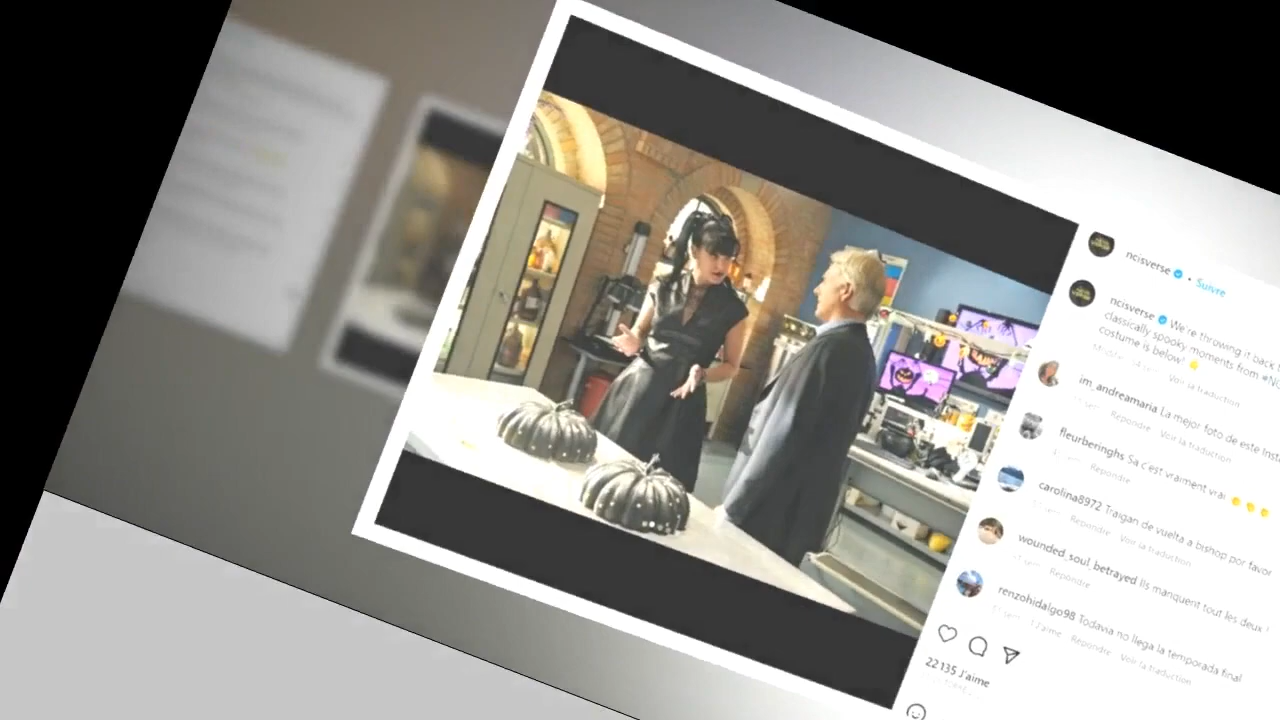 ncisverse • Suivre
ncisverse We're throwing it back
classically spooky moments from #NC
costume is below! 👇
Voir la traduction
im_andreamaria La mejor foto de este Inst
Répondre Voir la traduction
fleurberinghs Sa c'est vraiment vrai
Répondre
carolina8972 Traigan de vuelta a bishop por favor
Répondre Voir la traduction
wounded_soul_betrayed Ils manquent tout les deux !
Répondre
renzohidalgo98 Todavia no llega la temporada final
1 J'aime Répondre Voir la traduction
22 135 J'aime